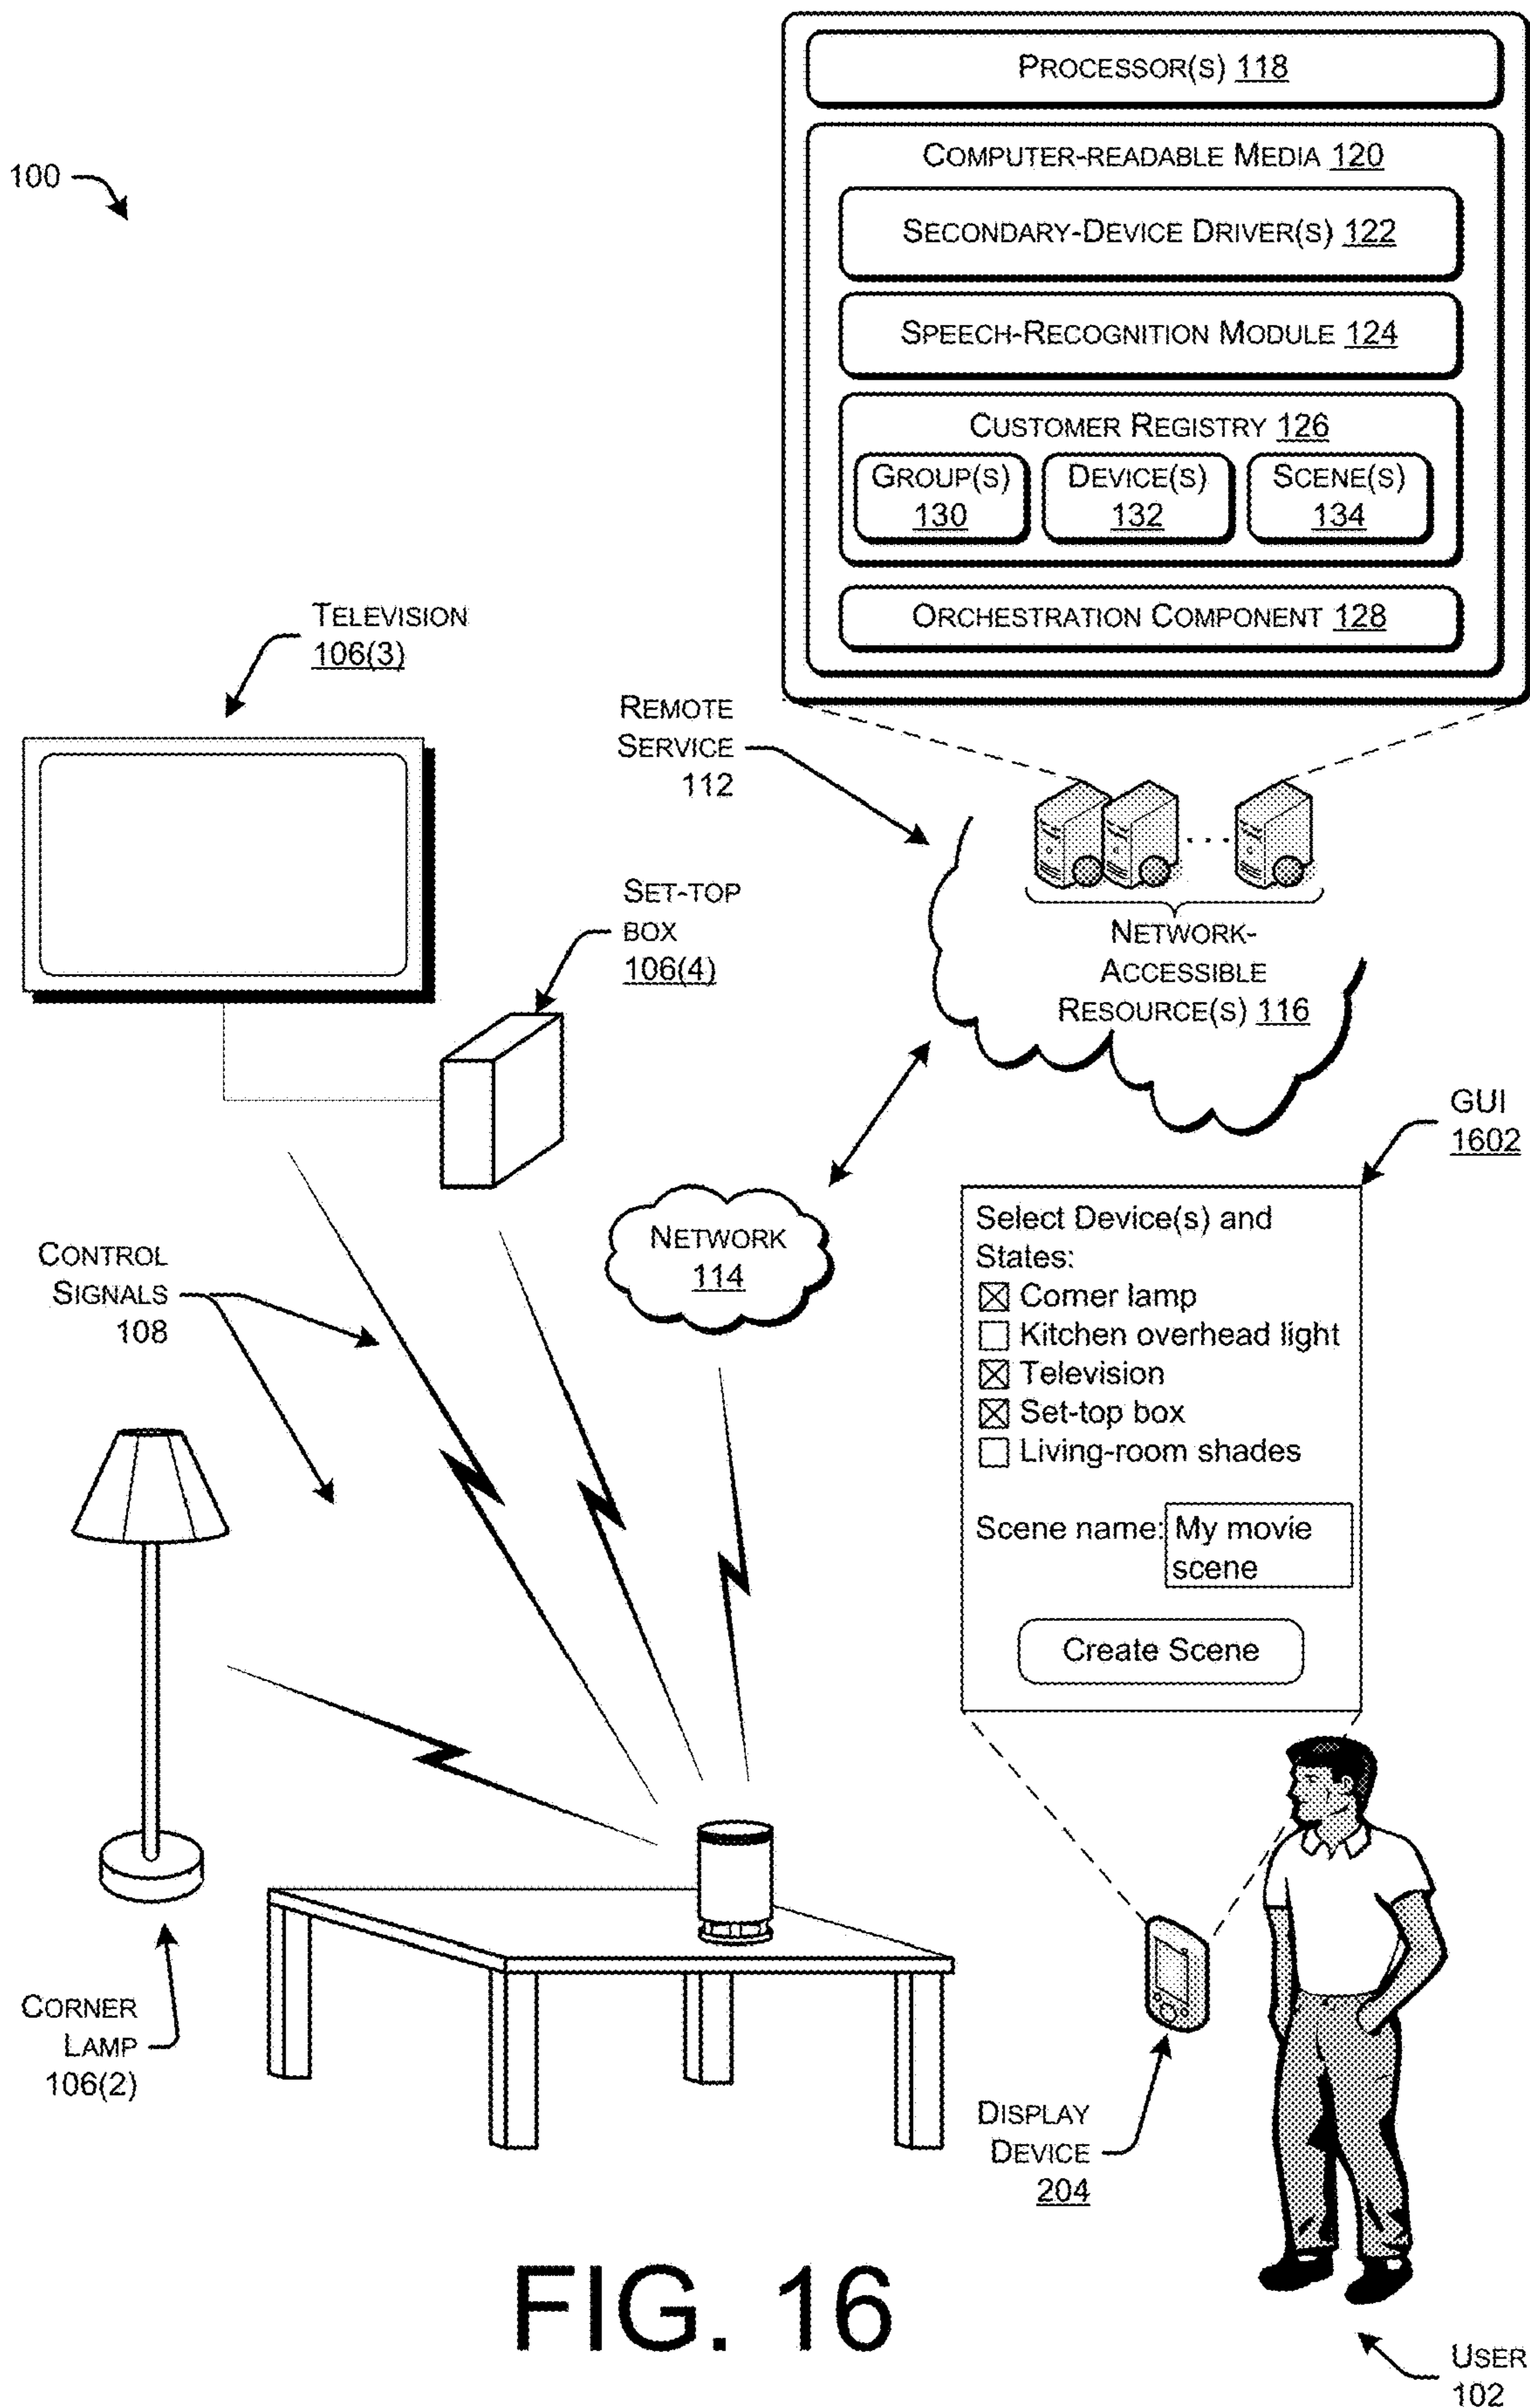 PROCESSOR(S) 118
COMPUTER-READABLE MEDIA 120
100
SECONDARY-DEVICE DRIVER(S) 122
SPEECH-RECOGNITION MODULE 124
CUSTOMER REGISTRY 126
GROUP(S)
130
DEVICE(S)
132
SCENE(S)
134
ORCHESTRATION COMPONENT 128
TELEVISION
106(3)
REMOTE
SERVICE
112
SET-TOP
BOX
106(4)
NETWORK-
ACCESSIBLE
RESOURCE(S) 116
GUI
1602
NETWORK
114
CONTROL
SIGNALS
108
Select Device(s) and
States:
Corner lamp
Kitchen overhead light
Television
Set-top box
Living-room shades
Scene name: My movie
scene
Create Scene
CORNER
LAMP
106(2)
DISPLAY
DEVICE
204
FIG. 16
USER
102